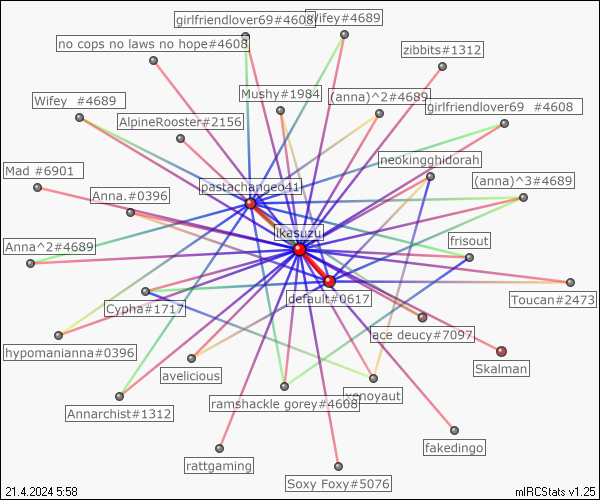 girlfriendlover69#4608
Wifey#4689
no cops no laws no hope#4608
zibbits#1312
Mushy#1984
(anna)^2#4689
Wifey  #4689
girlfriendlover69  #4608
AlpineRooster#2156
neokingghidorah
Mad #6901
pastachangeo41
(anna)^3#4689
Anna.#0396
ikesuzu
Anna^2#4689
frisout
default#0617
Toucan#2473
Cypha#1717
ace deucy#7097
hypomanianna#0396
Skalman
avelicious
xenoyaut
ramshackle gorey#4608
Annarchist#1312
fakedingo
rattgaming
Soxy Foxy#5076
21.4.2024 5:58
mIRCStats v1.25